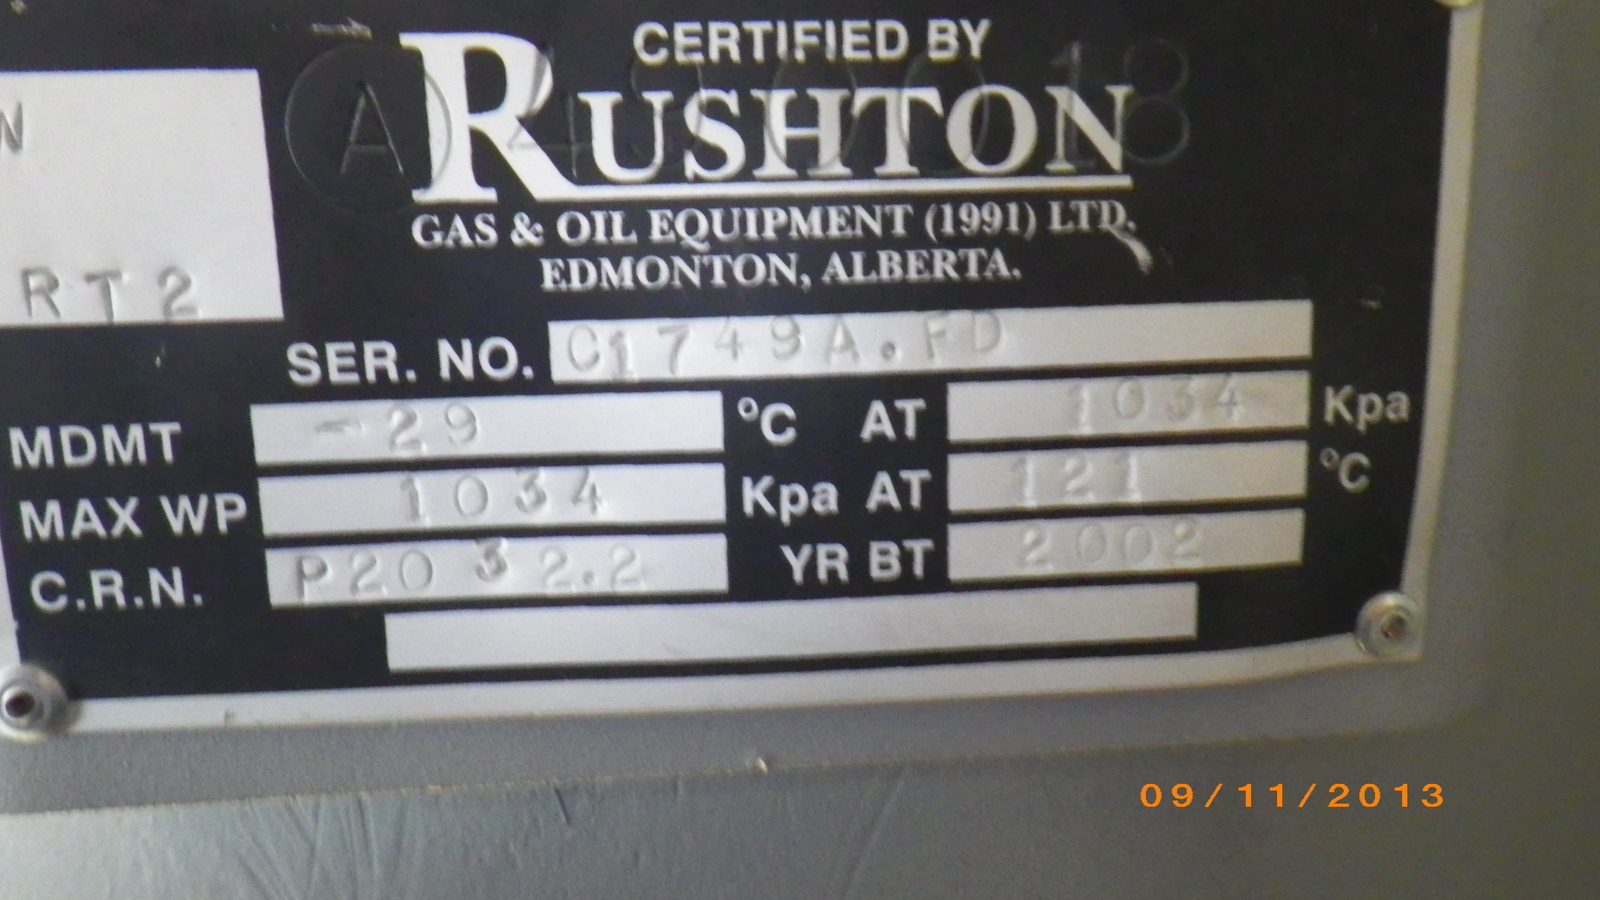 CERTIFIED BY
RUSHTON
GAS & OIL EQUIPMENT (1991) LTD.
EDMONTON, ALBERTA.
N
RT2
SER. NO. C1749A.FD
MDMT -29 °C AT 1034 Kpa
MAX WP 1034 Kpa AT 121 °C
C.R.N. P2032.2 YR BT 2002
09/11/2013